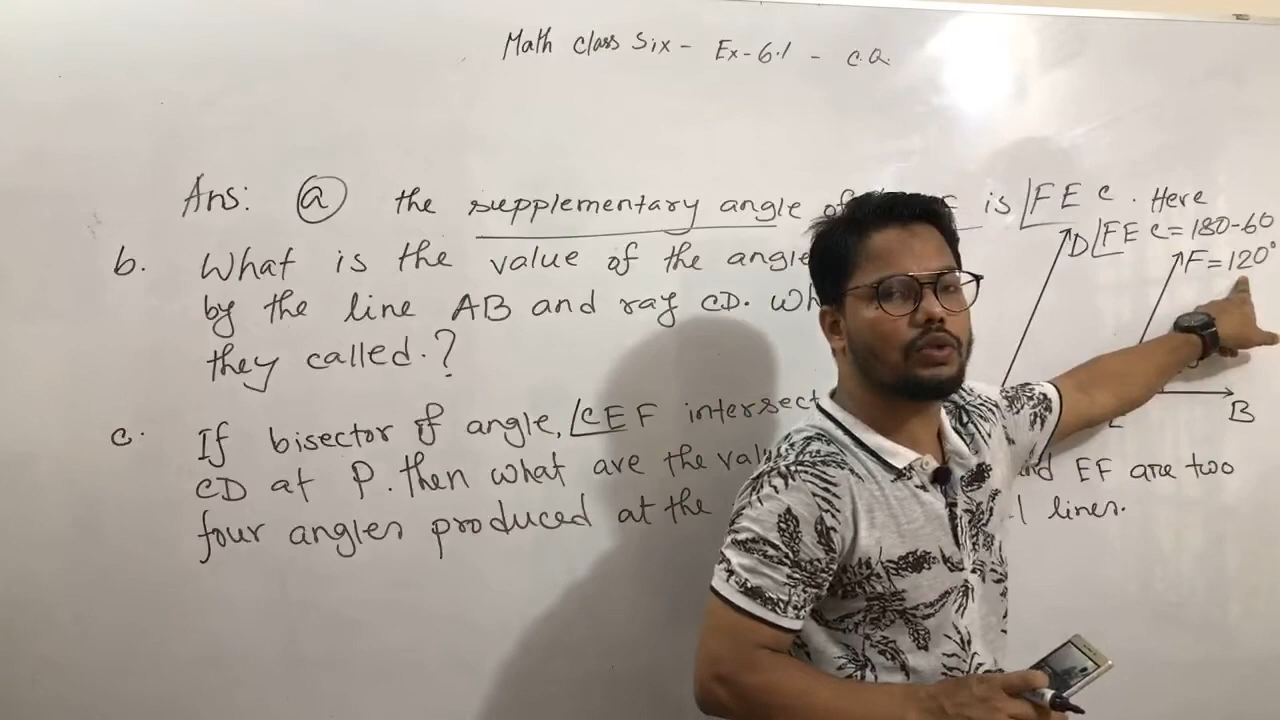 Math class Six - Ex-6.1 - C.Q.
Ans: ⓐ the supplementary angle of is ∠FEC. Here
∠FEC = 180-60
= 120°
D
F
B
b. What is the value of the angle
by the line AB and ray CD. Wh
they called.?
c. If bisector of angle, ∠CEF intersect
CD at P. then what are the val and EF are two
four angles produced at the l lines.